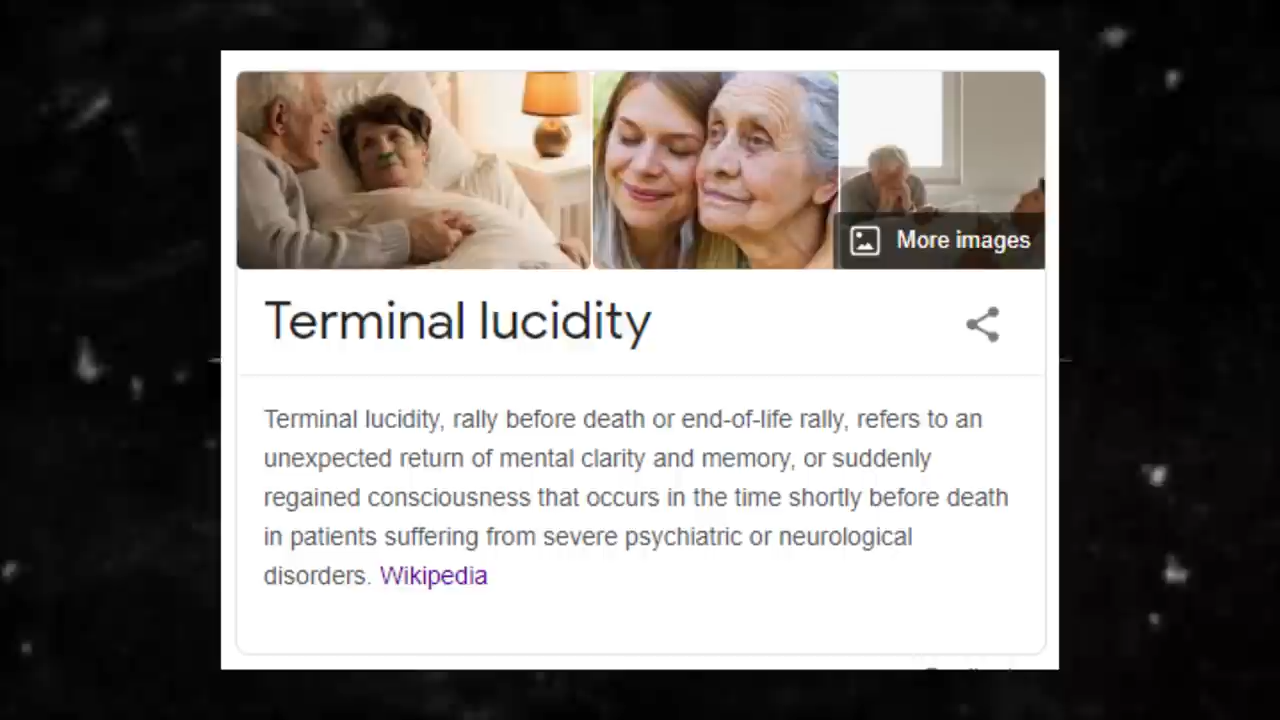 More images
Terminal lucidity
Terminal lucidity, rally before death or end-of-life rally, refers to an
unexpected return of mental clarity and memory, or suddenly
regained consciousness that occurs in the time shortly before death
in patients suffering from severe psychiatric or neurological
disorders. Wikipedia